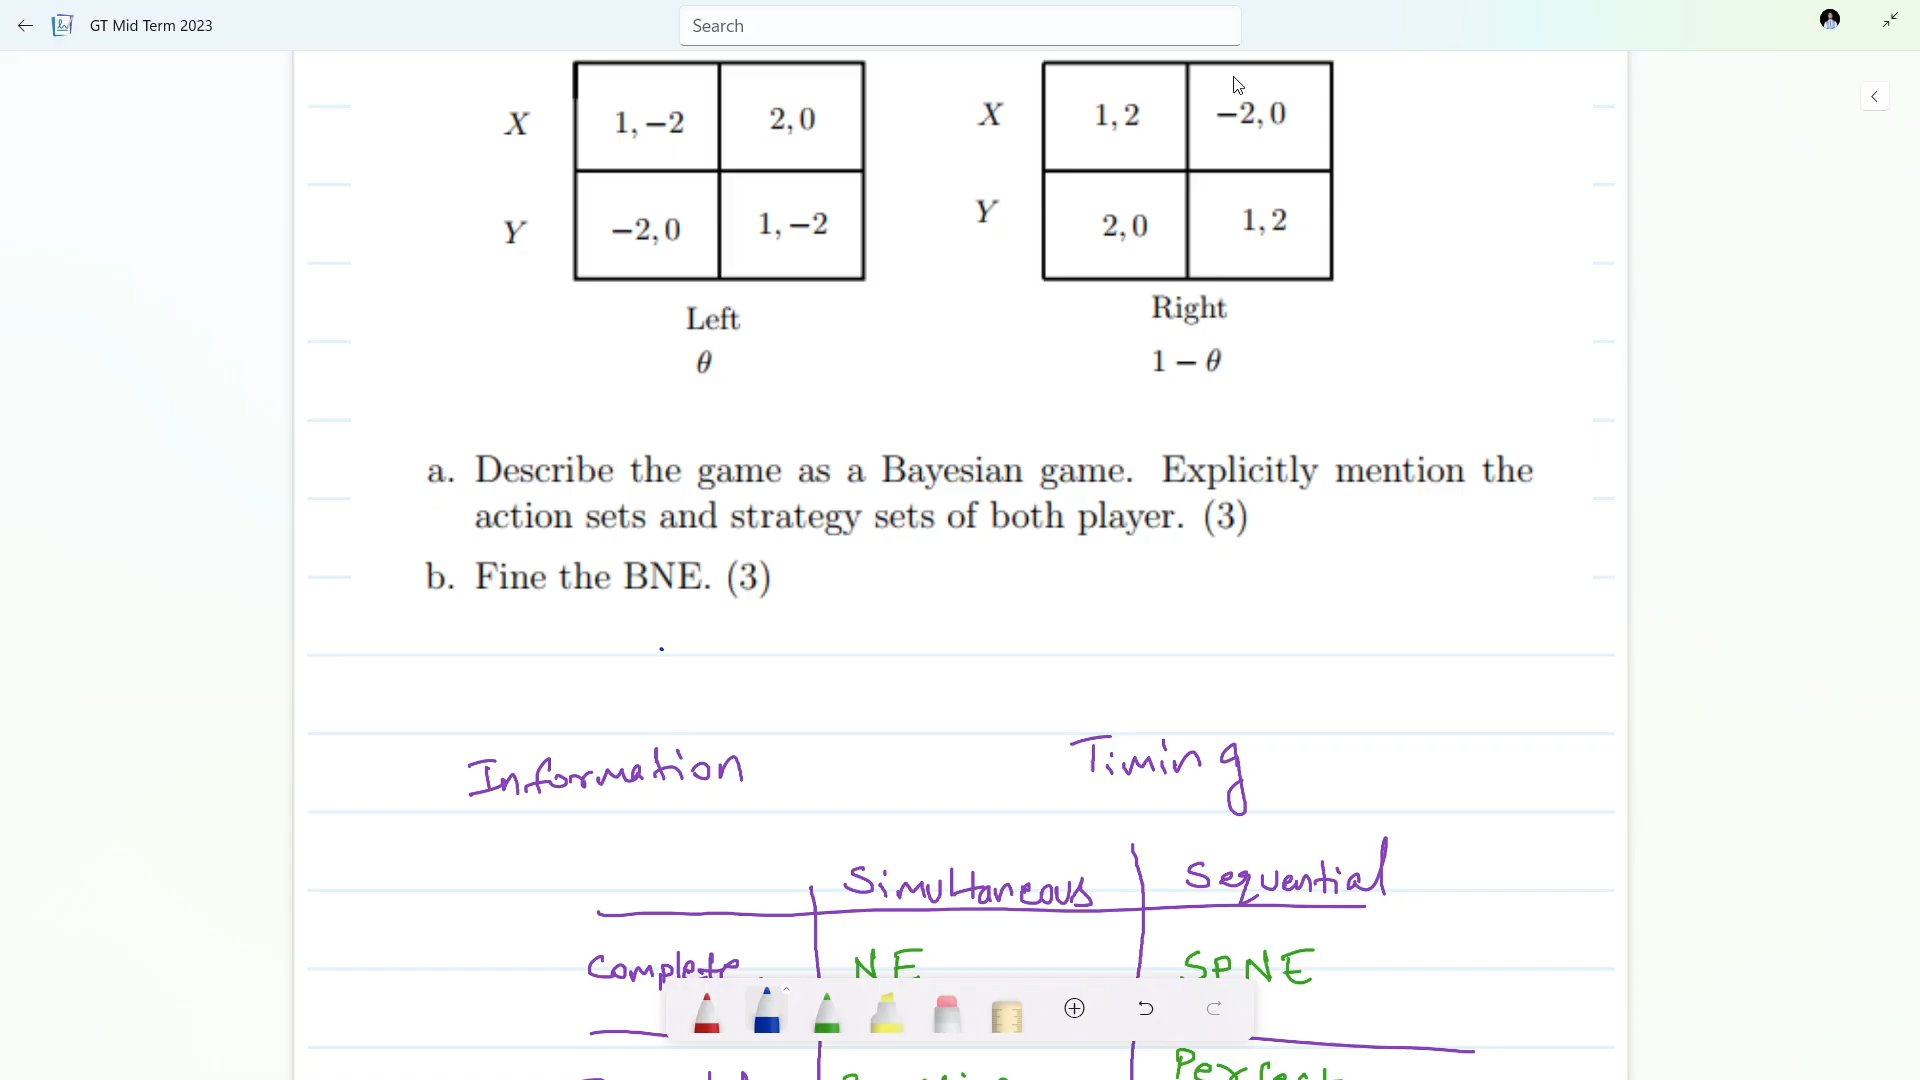 GT Mid Term 2023
Search
X 1, −2 2, 0
Y −2, 0 1, −2
Left
θ
X 1, 2 −2, 0
Y 2, 0 1, 2
Right
1 − θ
a. Describe the game as a Bayesian game. Explicitly mention the
action sets and strategy sets of both player. (3)
b. Fine the BNE. (3)
Information Timing
Simultaneous Sequential
Complete NE SPNE
Perfect